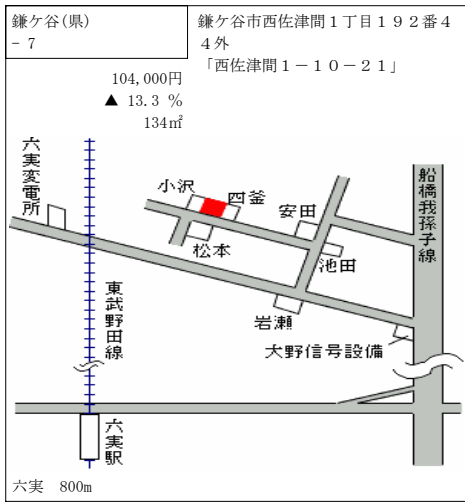 鎌ケ谷(県)
- 7
鎌ケ谷市西佐津間１丁目１９２番４
４外
「西佐津間１－１０－２１」
104,000円
▲ 13.3 %
134㎡
六実変電所
小沢
四釜
安田
船橋我孫子線
松本
池田
東武野田線
岩瀬
大野信号設備
六実駅
六実　800m